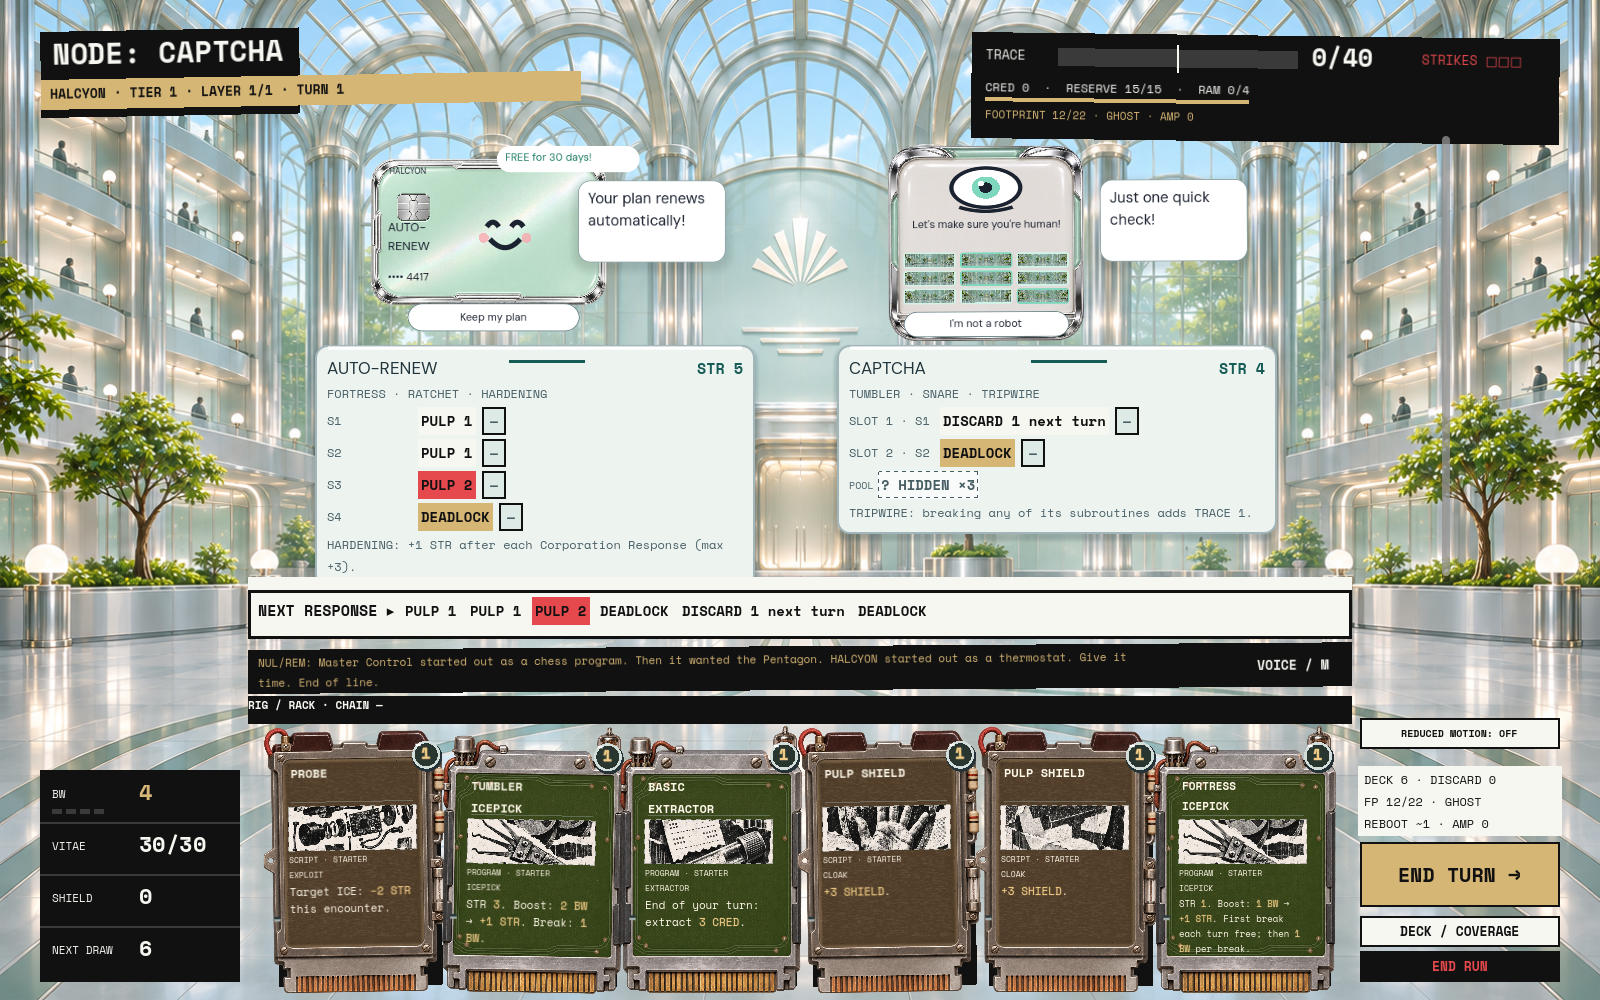 NODE: CAPTCHA
HALCYON · TIER 1 · LAYER 1/1 · TURN 1
TRACE 0/40 STRIKES □□□
CRED 0 · RESERVE 15/15 · RAM 0/4
FOOTPRINT 12/22 · GHOST · AMP 0
FREE for 30 days!
HALCYON
AUTO-
RENEW
•••• 4417
Keep my plan
Your plan renews
automatically!
Let's make sure you're human!
I'm not a robot
Just one quick
check!
AUTO-RENEW STR 5
FORTRESS · RATCHET · HARDENING
S1 PULP 1 –
S2 PULP 1 –
S3 PULP 2 –
S4 DEADLOCK –
HARDENING: +1 STR after each Corporation Response (max
+3).
CAPTCHA STR 4
TUMBLER · SNARE · TRIPWIRE
SLOT 1 · S1 DISCARD 1 next turn –
SLOT 2 · S2 DEADLOCK –
POOL ? HIDDEN ×3
TRIPWIRE: breaking any of its subroutines adds TRACE 1.
NEXT RESPONSE ▸ PULP 1 PULP 1 PULP 2 DEADLOCK DISCARD 1 next turn DEADLOCK
NUL/REM: Master Control started out as a chess program. Then it wanted the Pentagon. HALCYON started out as a thermostat. Give it
time. End of line.
VOICE / M
RIG / RACK · CHAIN —
BW 4
VITAE 30/30
SHIELD 0
NEXT DRAW 6
1
PROBE
SCRIPT · STARTER
EXPLOIT
Target ICE: -2 STR
this encounter.
1
TUMBLER
ICEPICK
PROGRAM · STARTER
ICEPICK
STR 3. Boost: 2 BW
→ +1 STR. Break: 1
BW.
1
BASIC
EXTRACTOR
PROGRAM · STARTER
EXTRACTOR
End of your turn:
extract 3 CRED.
1
PULP SHIELD
SCRIPT · STARTER
CLOAK
+3 SHIELD.
1
PULP SHIELD
SCRIPT · STARTER
CLOAK
+3 SHIELD.
1
FORTRESS
ICEPICK
PROGRAM · STARTER
ICEPICK
STR 1. Boost: 1 BW →
+1 STR. First break
each turn free; then 1
BW per break.
REDUCED MOTION: OFF
DECK 6 · DISCARD 0
FP 12/22 · GHOST
REBOOT ~1 · AMP 0
END TURN →
DECK / COVERAGE
END RUN